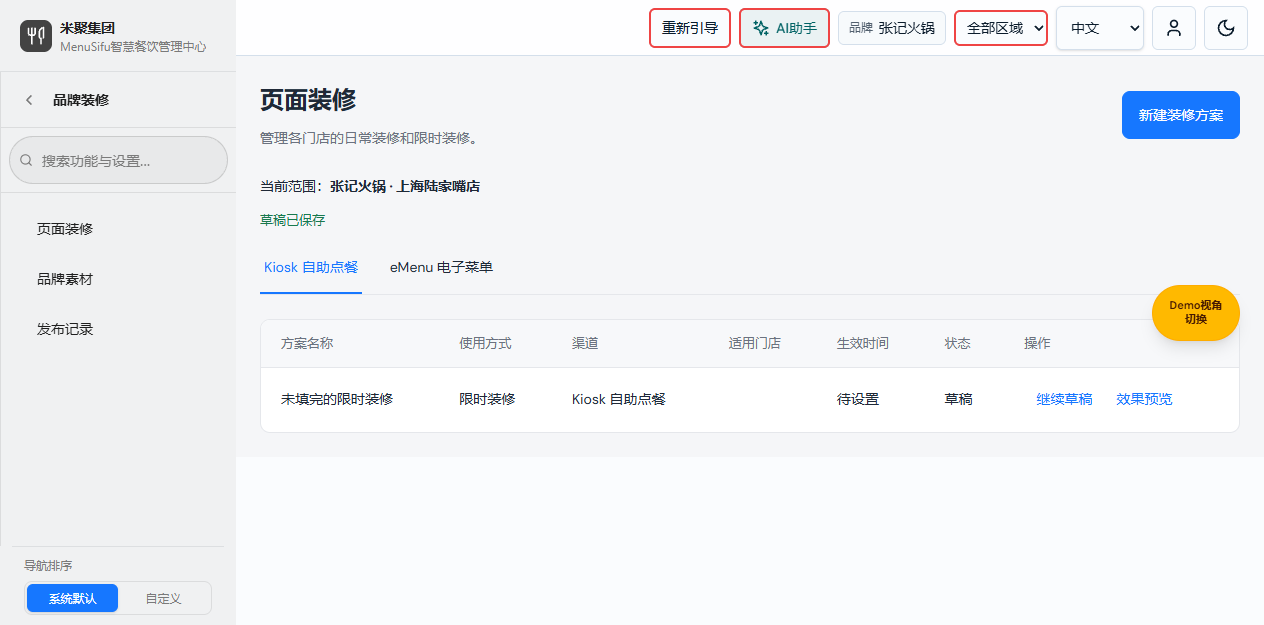 米聚集团
MenuSifu智慧餐饮管理中心
重新引导
AI助手
品牌 张记火锅
全部区域
中文
品牌装修
搜索功能与设置...
页面装修
品牌素材
发布记录
导航排序
系统默认
自定义
页面装修
管理各门店的日常装修和限时装修。
新建装修方案
当前范围：张记火锅 · 上海陆家嘴店
草稿已保存
Kiosk 自助点餐
eMenu 电子菜单
Demo视角
切换
方案名称 使用方式 渠道 适用门店 生效时间 状态 操作
未填完的限时装修 限时装修 Kiosk 自助点餐 待设置 草稿 继续草稿 效果预览